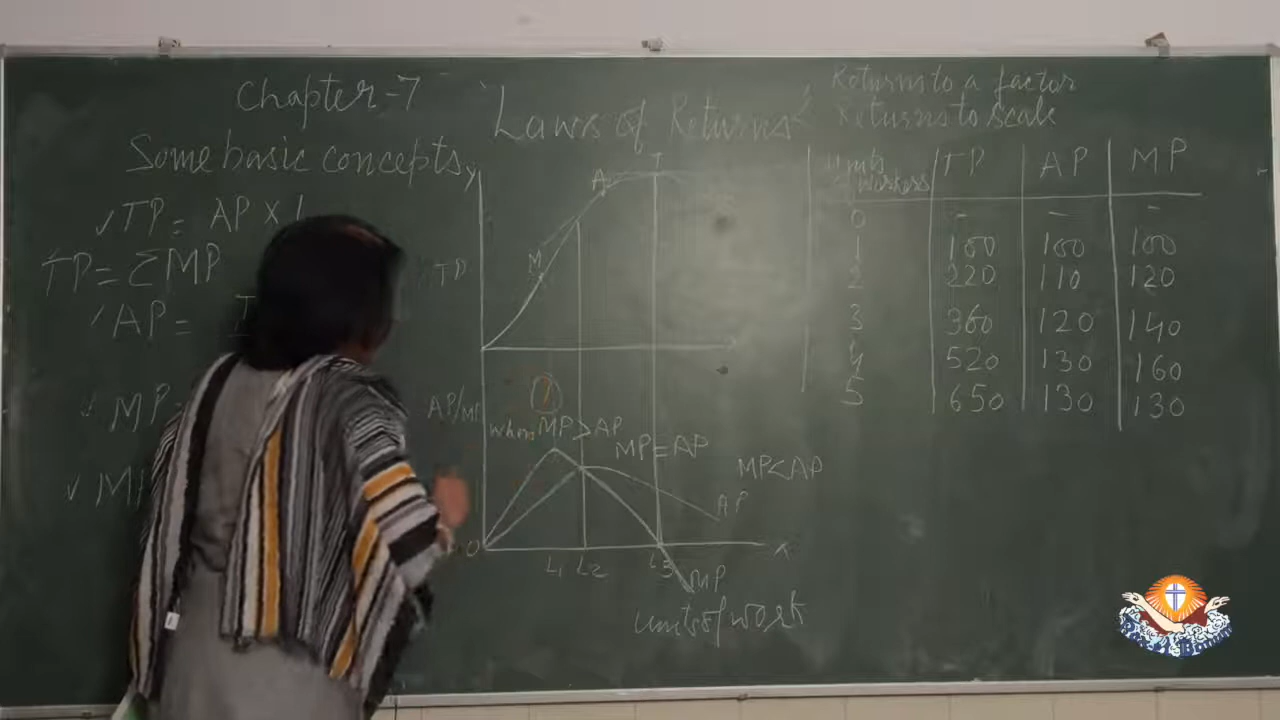 Chapter-7
'Laws of Returns'
Returns to a factor
Returns to scale
Some basic concepts
✓TP = AP X
TP = ΣMP
✓AP =
✓ MP
✓
Y
T
A
M
TP
AP/MP
1
when MP > AP
MP = AP
MP < AP
AP
O
L1 L2 L3
X
MP
units of work
Units of workers TP AP MP
0 - - -
1 100 100 100
2 220 110 120
3 360 120 140
4 520 130 160
5 650 130 130